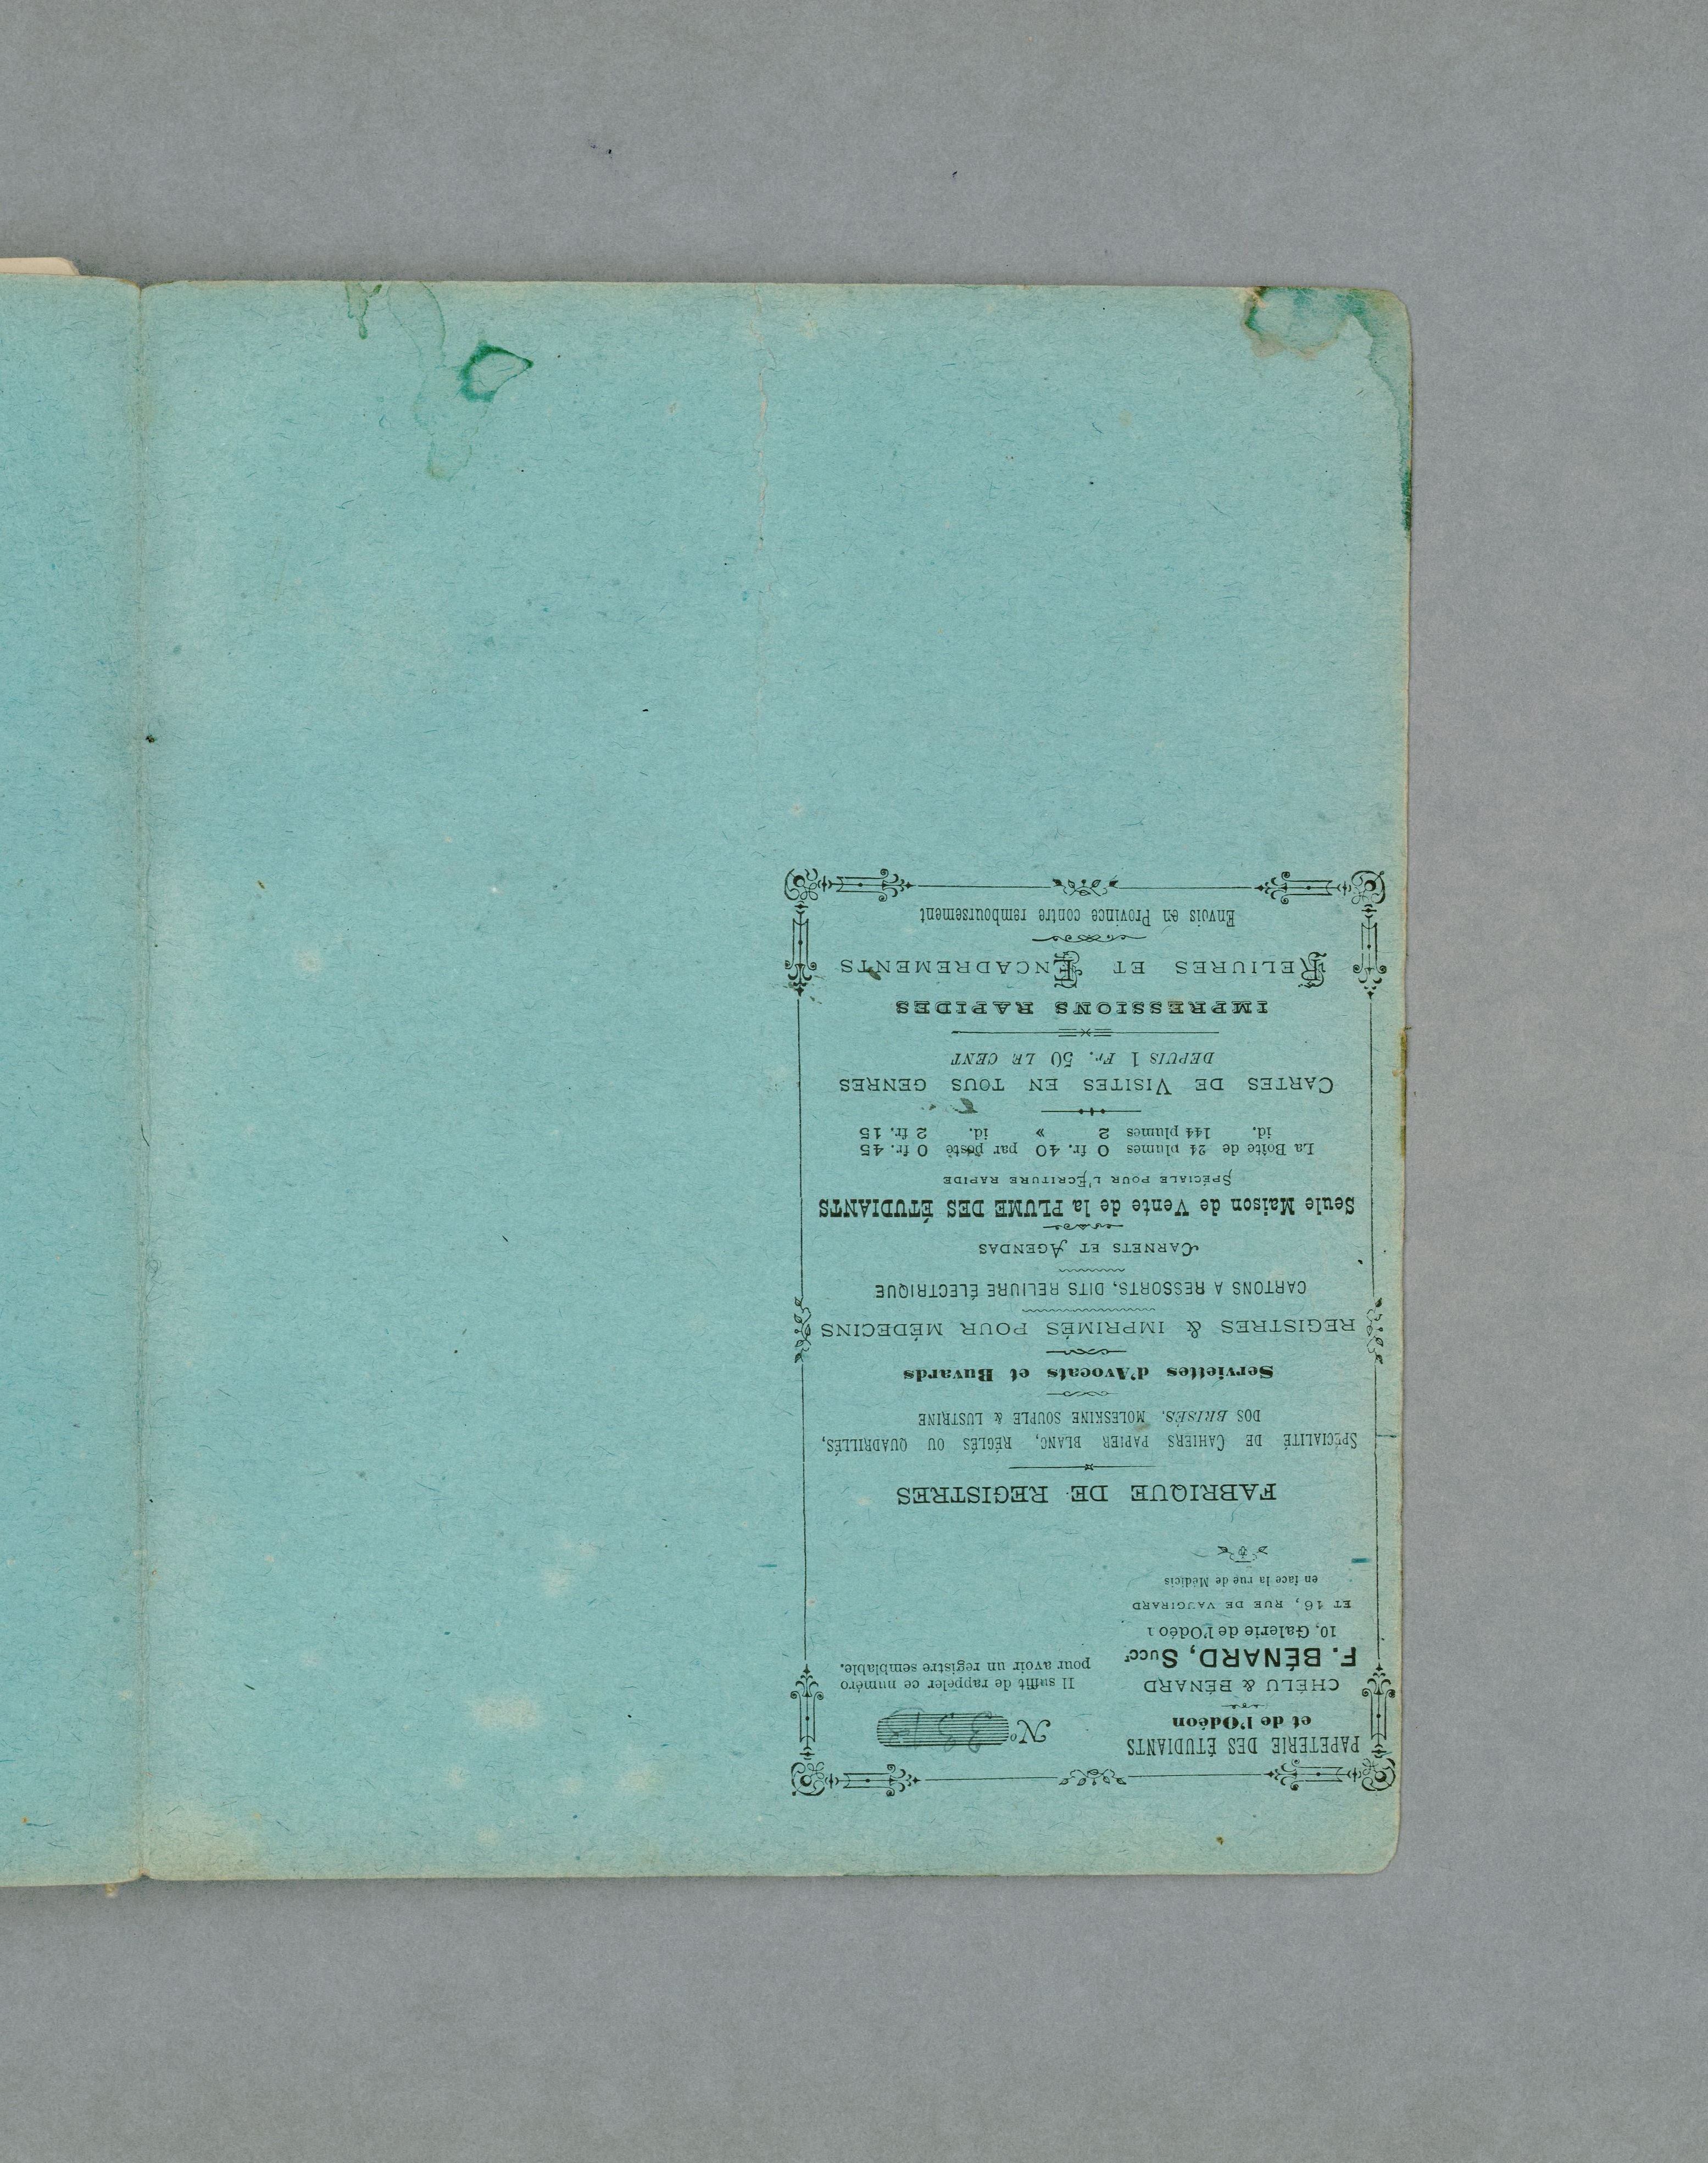 PAPETERIE DES ÉTUDIANTS
et de l'Odéon
CHÉLU & BÉNARD
F. BÉNARD, Succr
10, Galerie de l'Odéo
ET 16, RUE DE VAUGIRARD
en face la rue de Médicis
No
Il suffit de rappeler ce numéro
pour avoir un registre semblable.
FABRIQUE DE REGISTRES
SPÉCIALITÉ DE CAHIERS PAPIER BLANC, RÉGLÉS OU QUADRILLÉS,
DOS BRISÉS, MOLESKINE SOUPLE & LUSTRINE
Serviettes d'Avocats et Buvards
REGISTRES & IMPRIMÉS POUR MÉDECINS
CARTONS A RESSORTS, DITS RELIURE ÉLECTRIQUE
CARNETS ET AGENDAS
Seule Maison de Vente de la PLUME DES ÉTUDIANTS
SPÉCIALE POUR L'ÉCRITURE RAPIDE
La Boîte de 24 plumes 0 fr. 40 par poste 0 fr. 45
id. 144 plumes 2 » id. 2 fr. 15
CARTES DE VISITES EN TOUS GENRES
DEPUIS 1 Fr. 50 LE CENT
IMPRESSIONS RAPIDES
RELIURES ET ENCADREMENTS
Envois en Province contre remboursement